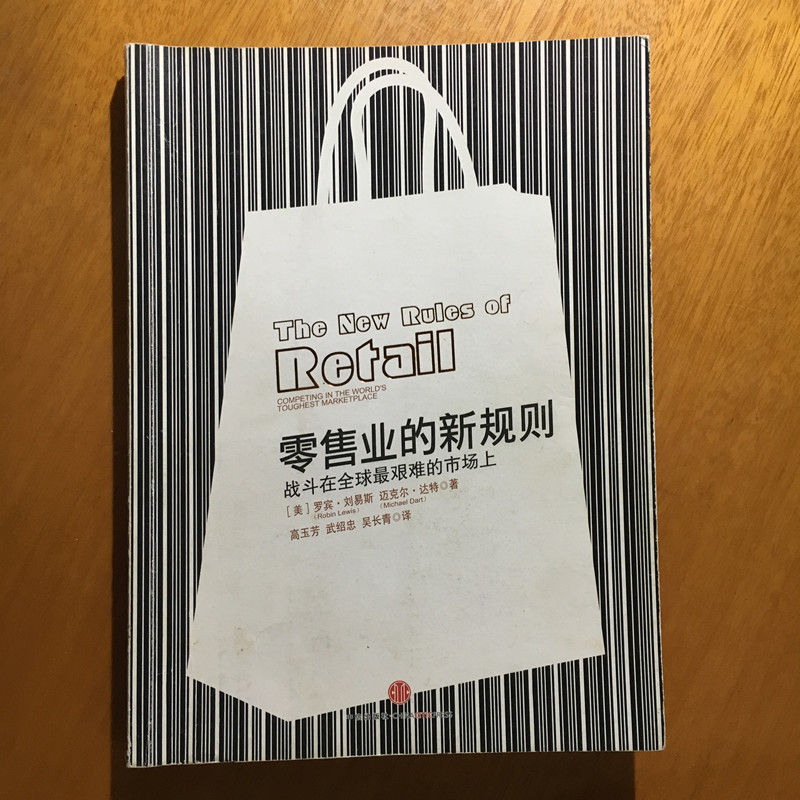 The New Rules of
Retail
COMPETING IN THE WORLD'S
TOUGHEST MARKETPLACE
零售业的新规则
战斗在全球最艰难的市场上
[美] 罗宾·刘易斯 迈克尔·达特◎著
(Robin Lewis) (Michael Dart)
高玉芳 武绍忠 吴长青◎译